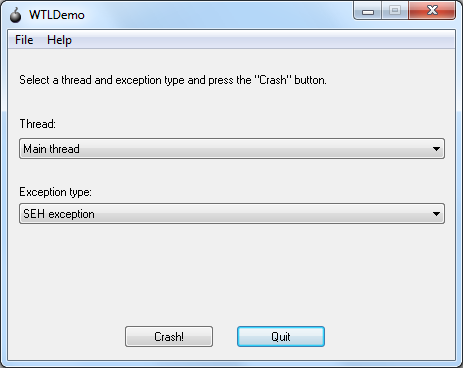 WTLDemo
File Help
Select a thread and exception type and press the "Crash" button.
Thread:
Main thread
Exception type:
SEH exception
Crash! Quit